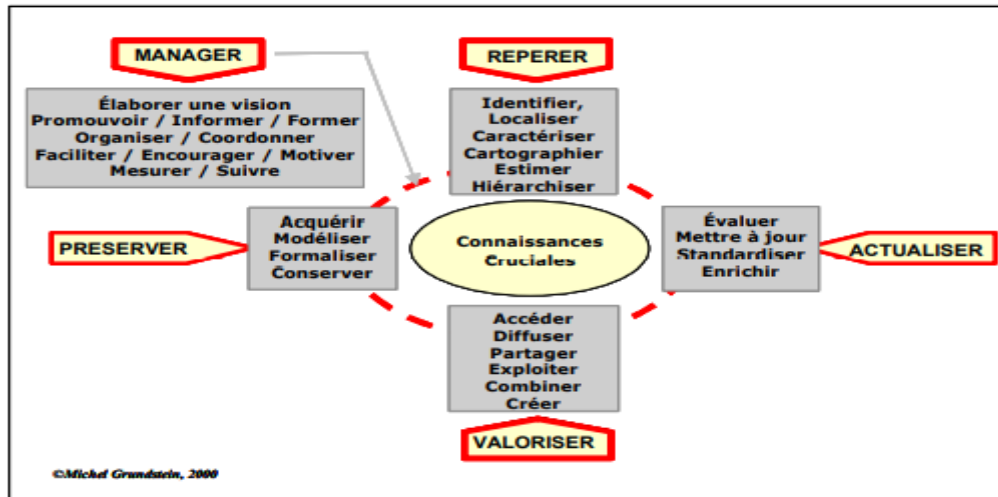 MANAGER
Élaborer une vision
Promouvoir / Informer / Former
Organiser / Coordonner
Faciliter / Encourager / Motiver
Mesurer / Suivre
REPERER
Identifier,
Localiser
Caractériser
Cartographier
Estimer
Hiérarchiser
PRESERVER
Acquérir
Modéliser
Formaliser
Conserver
Connaissances
Cruciales
Évaluer
Mettre à jour
Standardiser
Enrichir
ACTUALISER
Accéder
Diffuser
Partager
Exploiter
Combiner
Créer
VALORISER
©Michel Grundstein, 2000